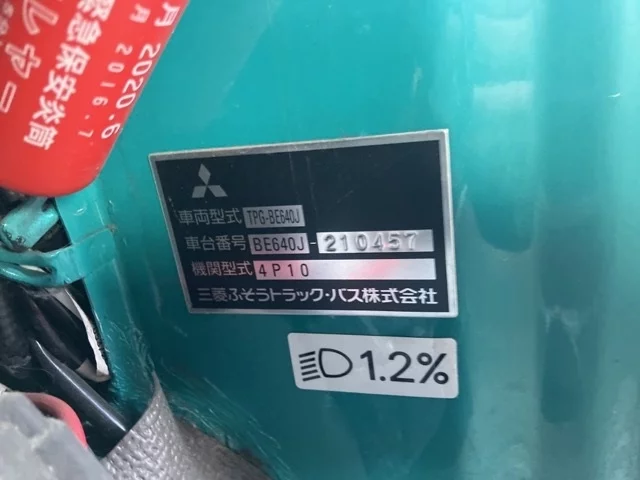 緊急保安炎筒
2020.6
2016.7
車両型式 TPG-BE640J
車台番号 BE640J-210457
機関型式 4P10
三菱ふそうトラック・バス株式会社
1.2%